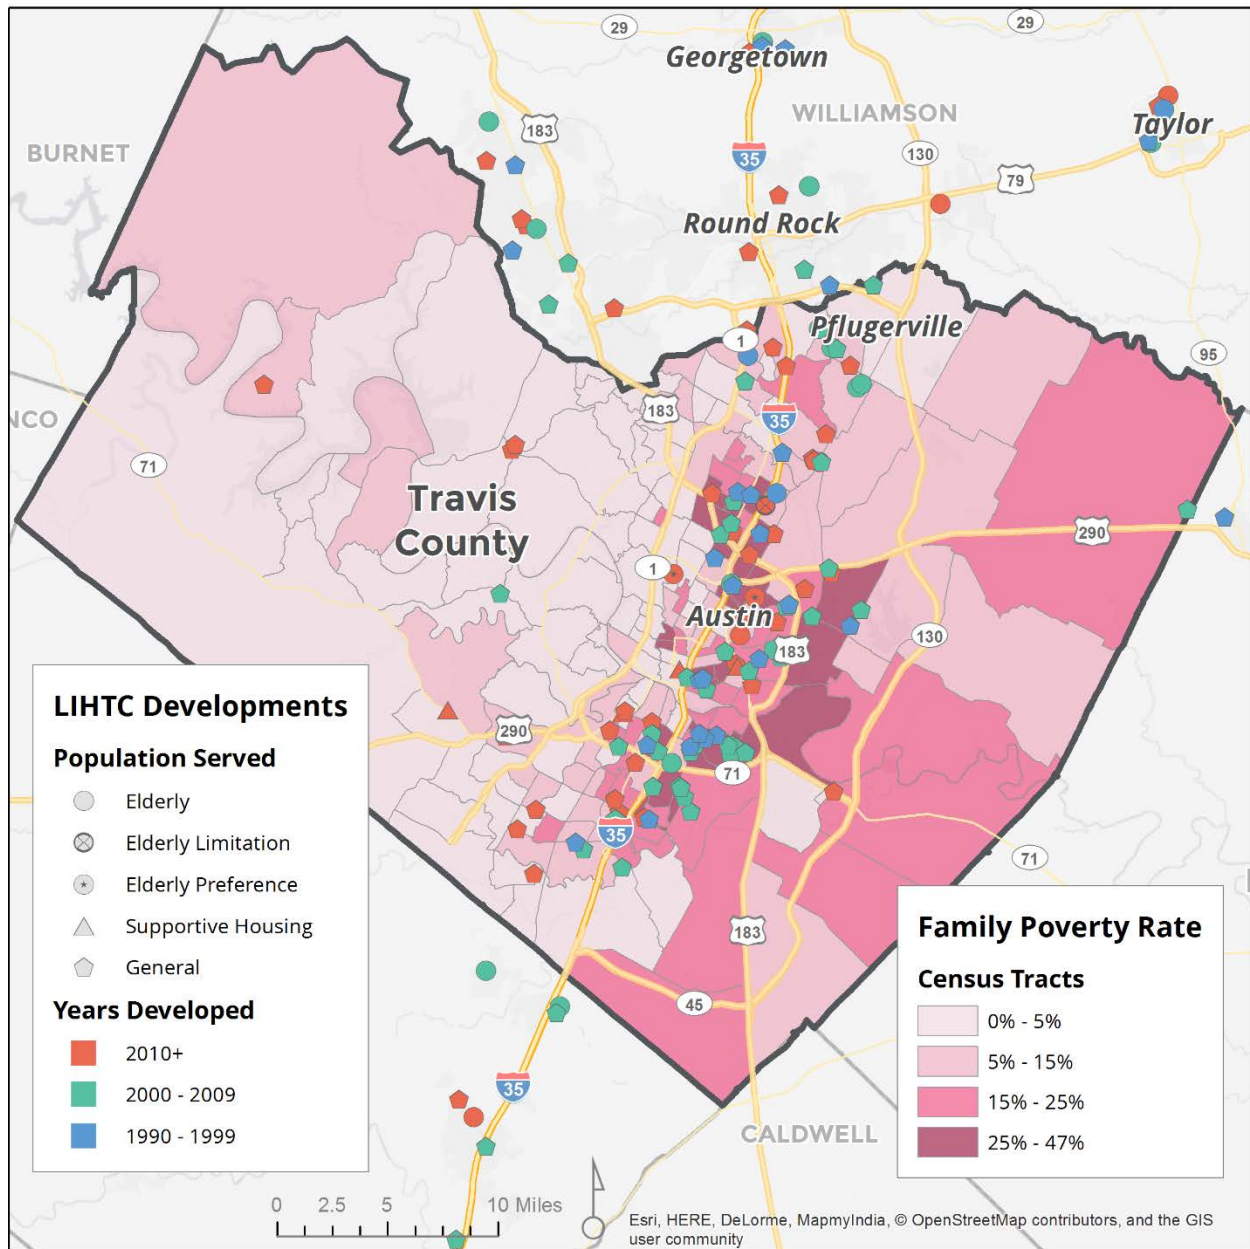 29
29
Georgetown
WILLIAMSON
183
BURNET
Taylor
35
130
79
Round Rock
Pflugerville
1
95
183
35
NCO
71
Travis
County
290
1
Austin
130
183
290
71
35
71
183
45
35
CALDWELL
LIHTC Developments
Population Served
Elderly
Elderly Limitation
Elderly Preference
Supportive Housing
General
Years Developed
2010+
2000 - 2009
1990 - 1999
Family Poverty Rate
Census Tracts
0% - 5%
5% - 15%
15% - 25%
25% - 47%
0 2.5 5 10 Miles
Esri, HERE, DeLorme, MapmyIndia, © OpenStreetMap contributors, and the GIS
user community